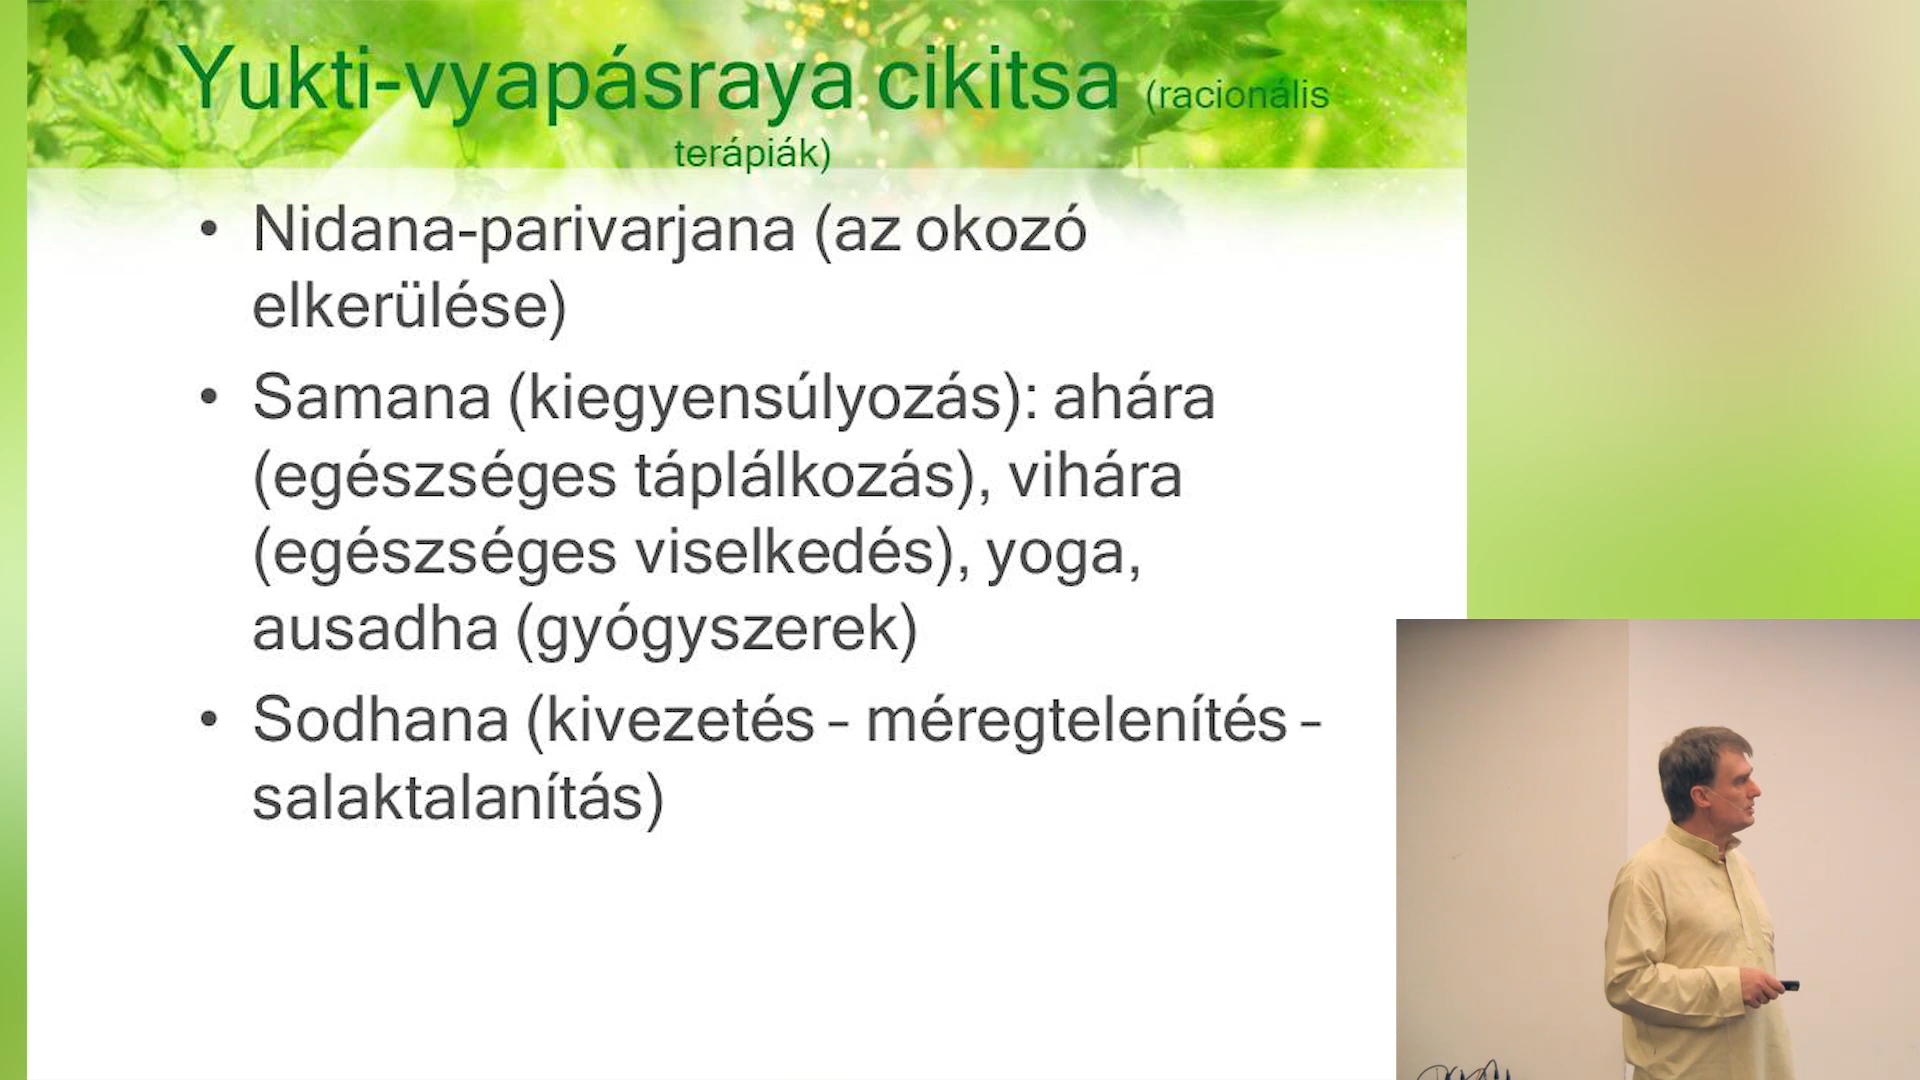 Yukti-vyapásraya cikitsa (racionális
terápiák)
• Nidana-parivarjana (az okozó
elkerülése)
• Samana (kiegyensúlyozás): ahára
(egészséges táplálkozás), vihára
(egészséges viselkedés), yoga,
ausadha (gyógyszerek)
• Sodhana (kivezetés – méregtelenítés –
salaktalanítás)